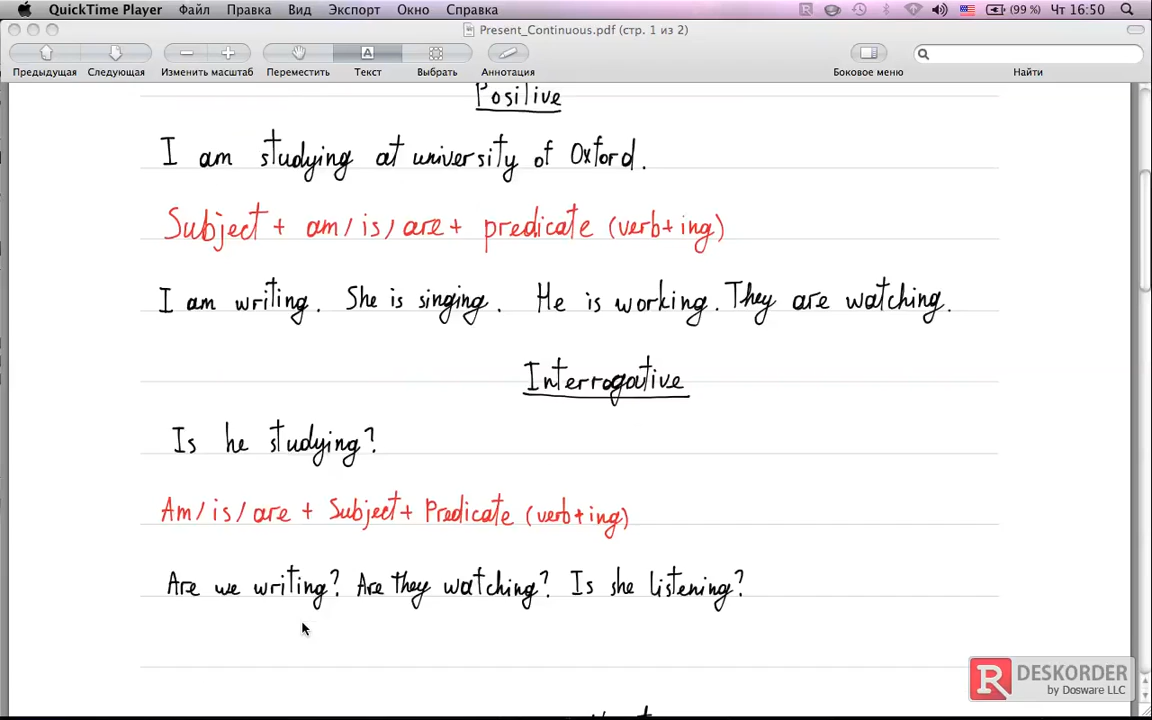 QuickTime Player Файл Правка Вид Экспорт Окно Справка (99 %) Чт 16:50
Present_Continuous.pdf (стр. 1 из 2)
Предыдущая Следующая Изменить масштаб Переместить Текст Выбрать Аннотация Боковое меню Найти
Positive
I am studying at university of Oxford.
Subject + am/is/are + predicate (verb+ing)
I am writing. She is singing. He is working. They are watching.
Interrogative
Is he studying?
Am/is/are + Subject + Predicate (verb+ing)
Are we writing? Are they watching? Is she listening?
R DESKORDER
by Dosware LLC